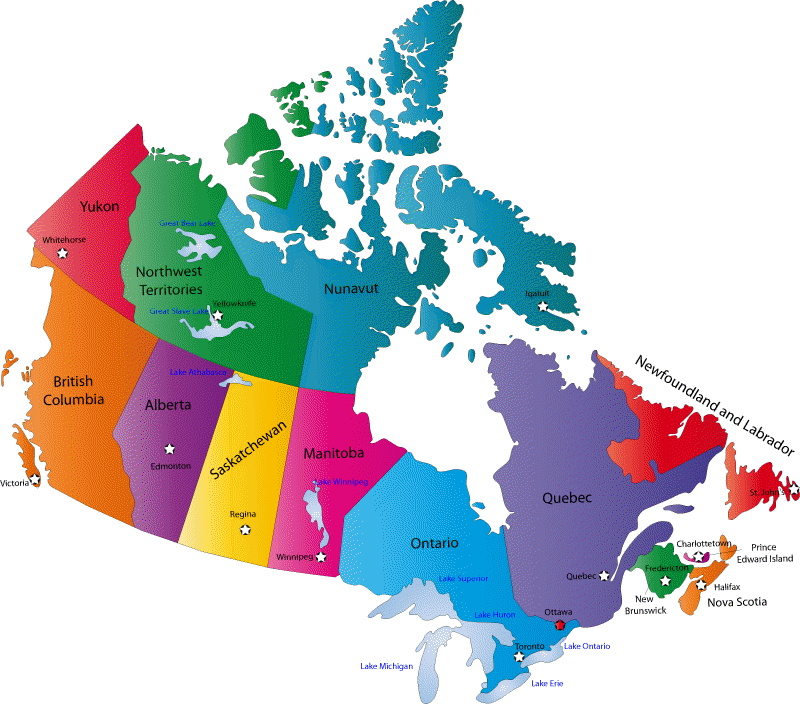 Yukon
Whitehorse
Great Bear Lake
Northwest
Territories
Great Slave Lake
Yellowknife
Nunavut
Iqaluit
British
Columbia
Victoria
Lake Athabasca
Alberta
Edmonton
Saskatchewan
Regina
Manitoba
Lake Winnipeg
Winnipeg
Ontario
Lake Superior
Lake Huron
Ottawa
Toronto
Lake Ontario
Lake Michigan
Lake Erie
Quebec
Quebec
Newfoundland and Labrador
St. John's
Charlottetown
Prince
Edward Island
Fredericton
New
Brunswick
Halifax
Nova Scotia